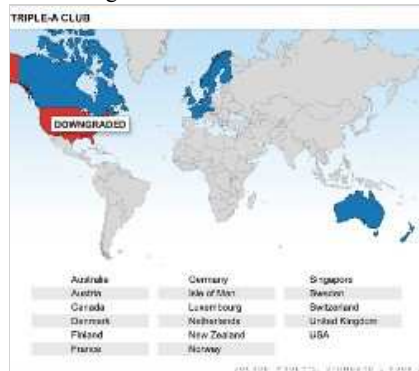 TRIPLE-A CLUB
DOWNGRADED
Australia
Austria
Canada
Denmark
Finland
France
Germany
Isle of Man
Luxembourg
Netherlands
New Zealand
Norway
Singapore
Sweden
Switzerland
United Kingdom
USA